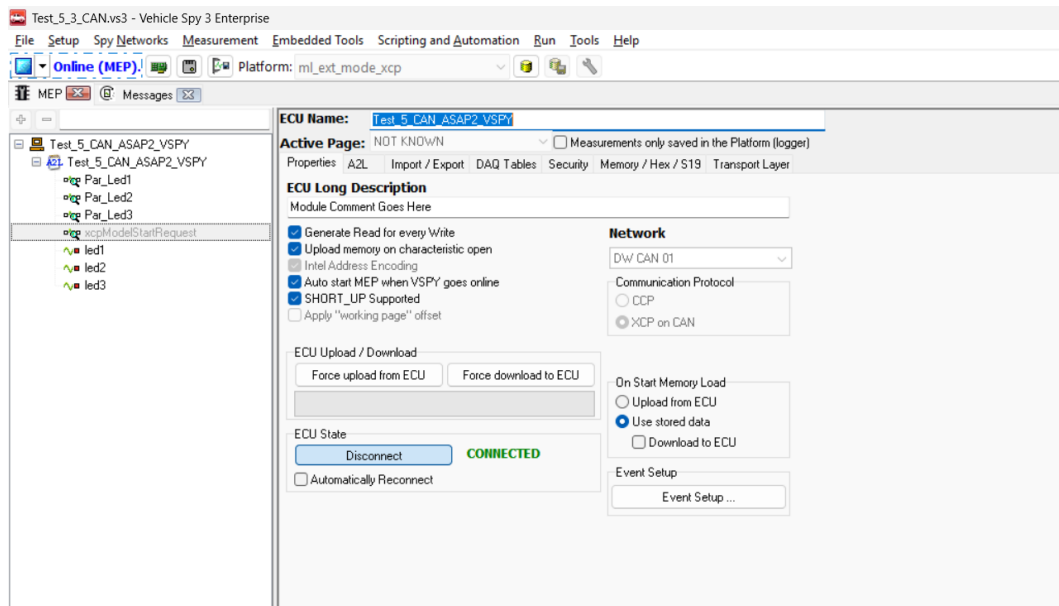 Test_5_3_CAN.vs3 - Vehicle Spy 3 Enterprise
File Setup Spy Networks Measurement Embedded Tools Scripting and Automation Run Tools Help
Online (MEP). Platform: ml_ext_mode_xcp
MEP Messages
Test_5_CAN_ASAP2_VSPY
A2L Test_5_CAN_ASAP2_VSPY
Par_Led1
Par_Led2
Par_Led3
xcpModelStartRequest
led1
led2
led3
ECU Name: Test_5_CAN_ASAP2_VSPY
Active Page: NOT KNOWN Measurements only saved in the Platform (logger)
Properties A2L Import / Export DAQ Tables Security Memory / Hex / S19 Transport Layer
ECU Long Description
Module Comment Goes Here
Generate Read for every Write
Upload memory on characteristic open
Intel Address Encoding
Auto start MEP when VSPY goes online
SHORT_UP Supported
Apply "working page" offset
Network
DW CAN 01
Communication Protocol
CCP
XCP on CAN
ECU Upload / Download
Force upload from ECU Force download to ECU
ECU State
Disconnect CONNECTED
Automatically Reconnect
On Start Memory Load
Upload from ECU
Use stored data
Download to ECU
Event Setup
Event Setup ...